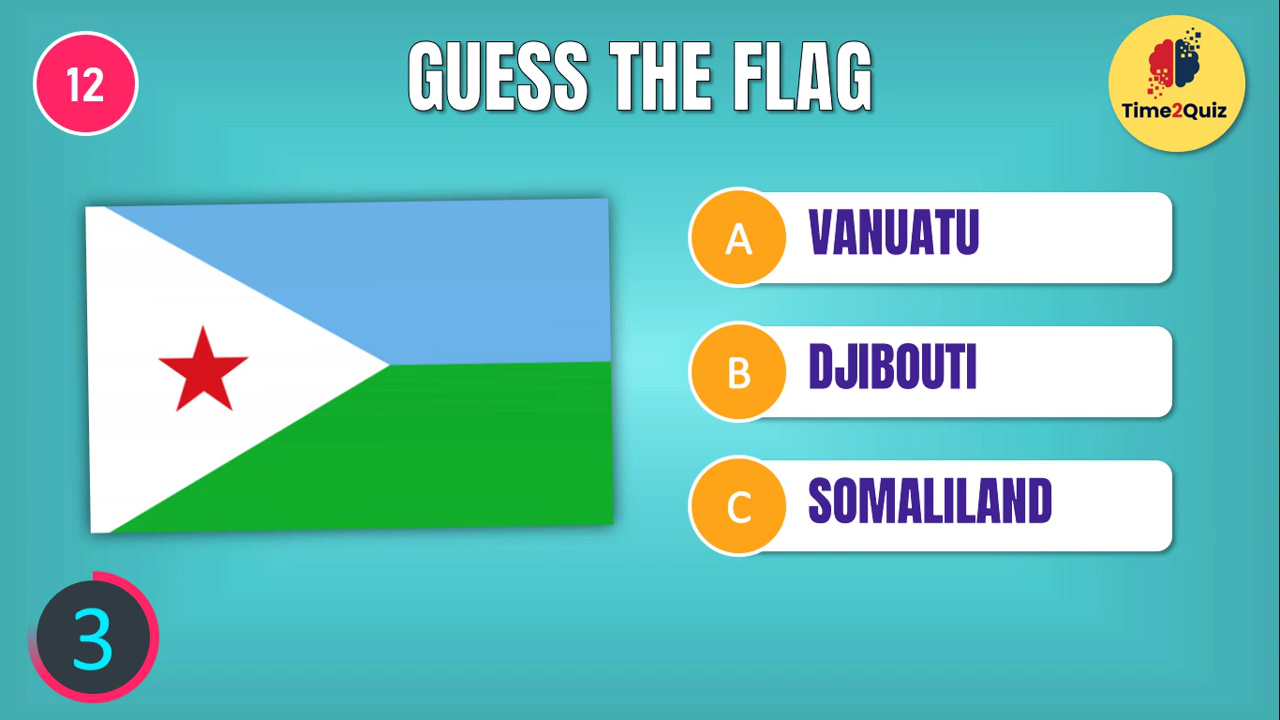 12
GUESS THE FLAG
Time2Quiz
A
VANUATU
B
DJIBOUTI
C
SOMALILAND
3